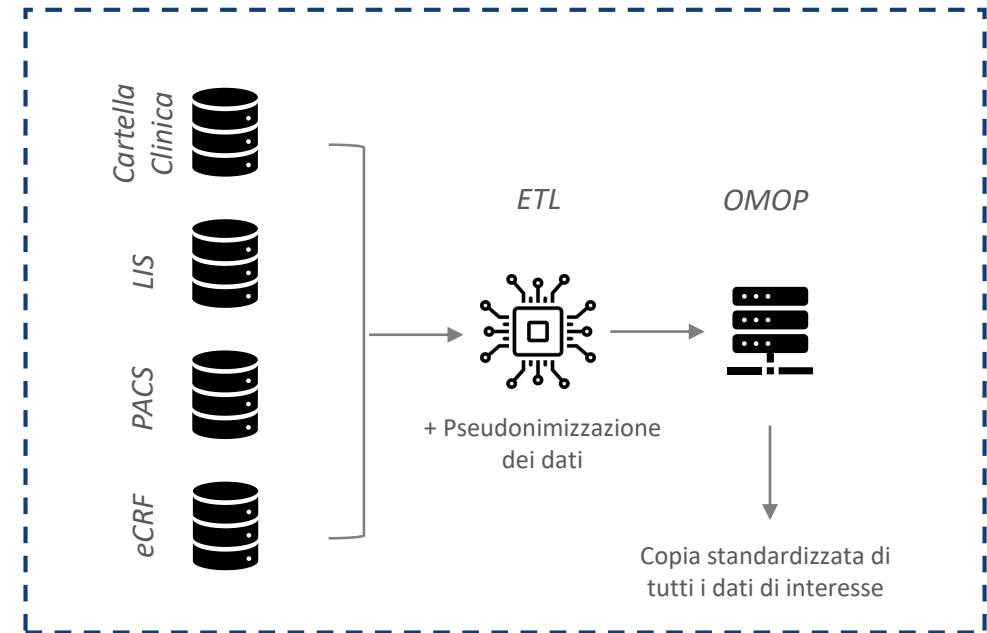 Cartella
Clinica
LIS
PACS
eCRF
ETL
+ Pseudonimizzazione
dei dati
OMOP
Copia standardizzata di
tutti i dati di interesse